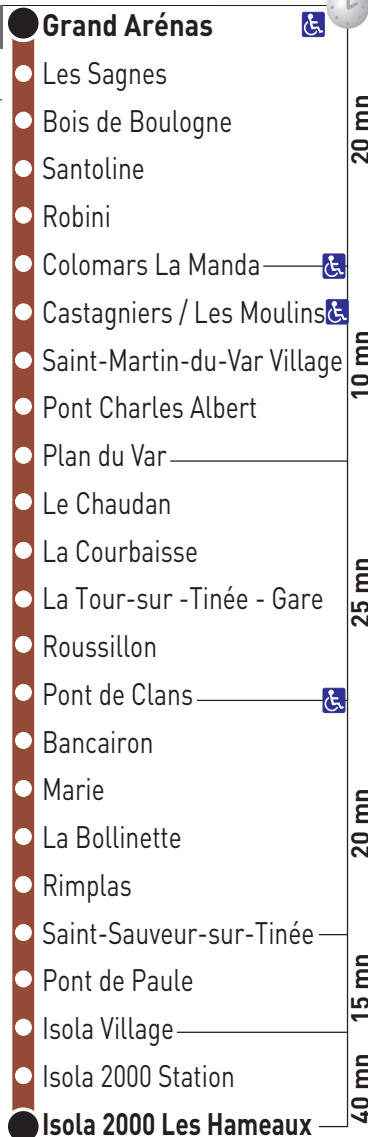 Grand Arénas
Les Sagnes
Bois de Boulogne
Santoline
Robini
Colomars La Manda
Castagniers / Les Moulins
Saint-Martin-du-Var Village
Pont Charles Albert
Plan du Var
Le Chaudan
La Courbaisse
La Tour-sur -Tinée - Gare
Roussillon
Pont de Clans
Bancairon
Marie
La Bollinette
Rimplas
Saint-Sauveur-sur-Tinée
Pont de Paule
Isola Village
Isola 2000 Station
Isola 2000 Les Hameaux
20 mn
10 mn
25 mn
20 mn
15 mn
40 mn